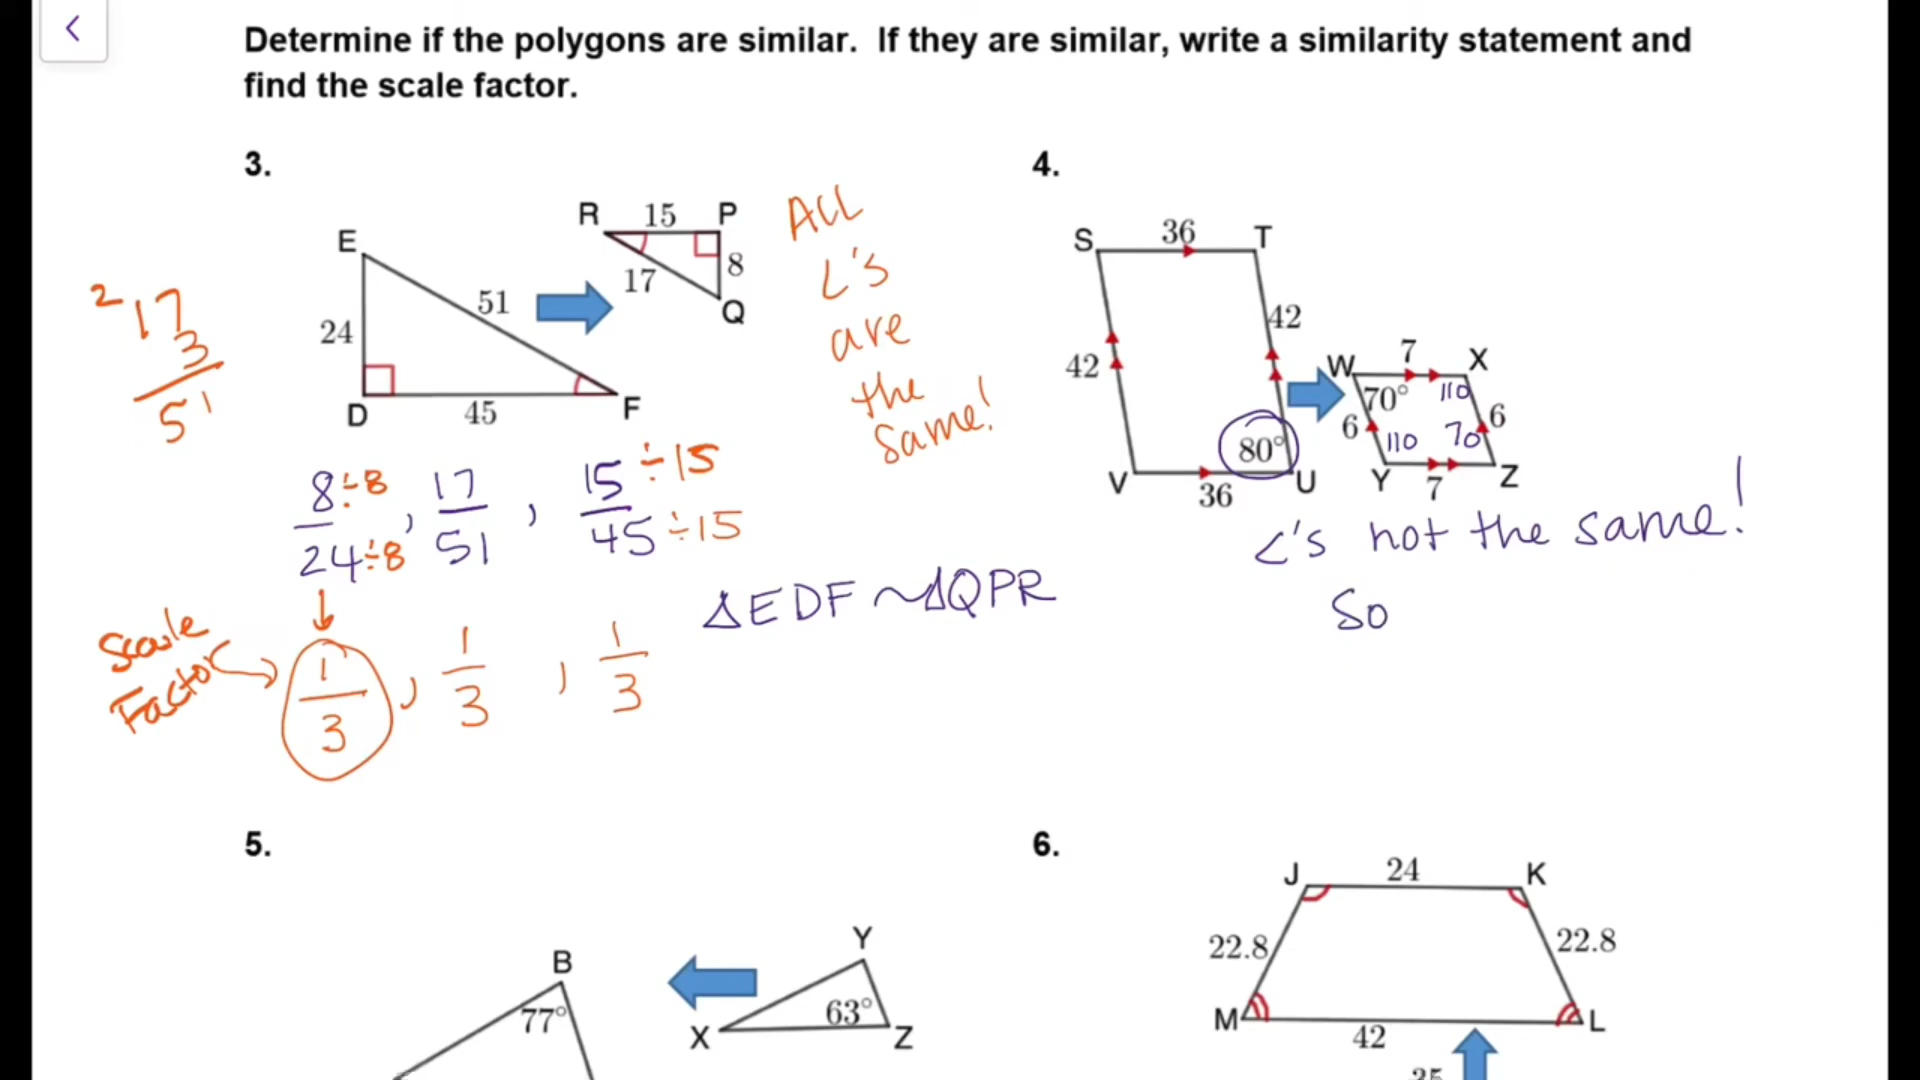 Determine if the polygons are similar. If they are similar, write a similarity statement and
find the scale factor.
3.
E
24
51
D
45
F
R
15
P
17
8
Q
ALL
∠'s
are
the
same!
2
17
3
51
8÷8
24÷8
,
17
51
,
15÷15
45÷15
Scale
Factor
1
3
,
1
3
,
1
3
△EDF ~ △QPR
4.
S
36
T
42
42
V
36
U
80°
W
7
X
70°
110
6
6
110
70
Y
7
Z
∠'s not the same!
So
5.
B
77°
Y
63°
X
Z
6.
J
24
K
22.8
22.8
M
42
L